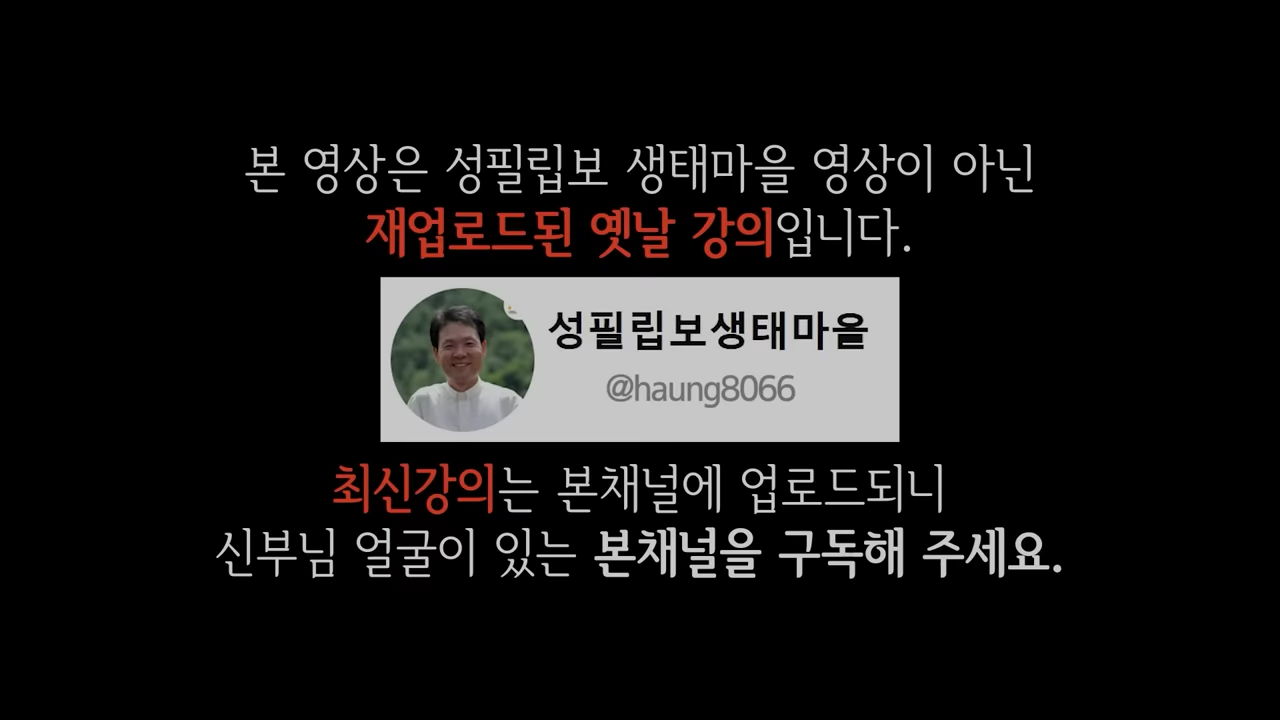 본 영상은 성필립보 생태마을 영상이 아닌
재업로드된 옛날 강의입니다.
성필립보생태마을
@haung8066
최신강의는 본채널에 업로드되니
신부님 얼굴이 있는 본채널을 구독해 주세요.